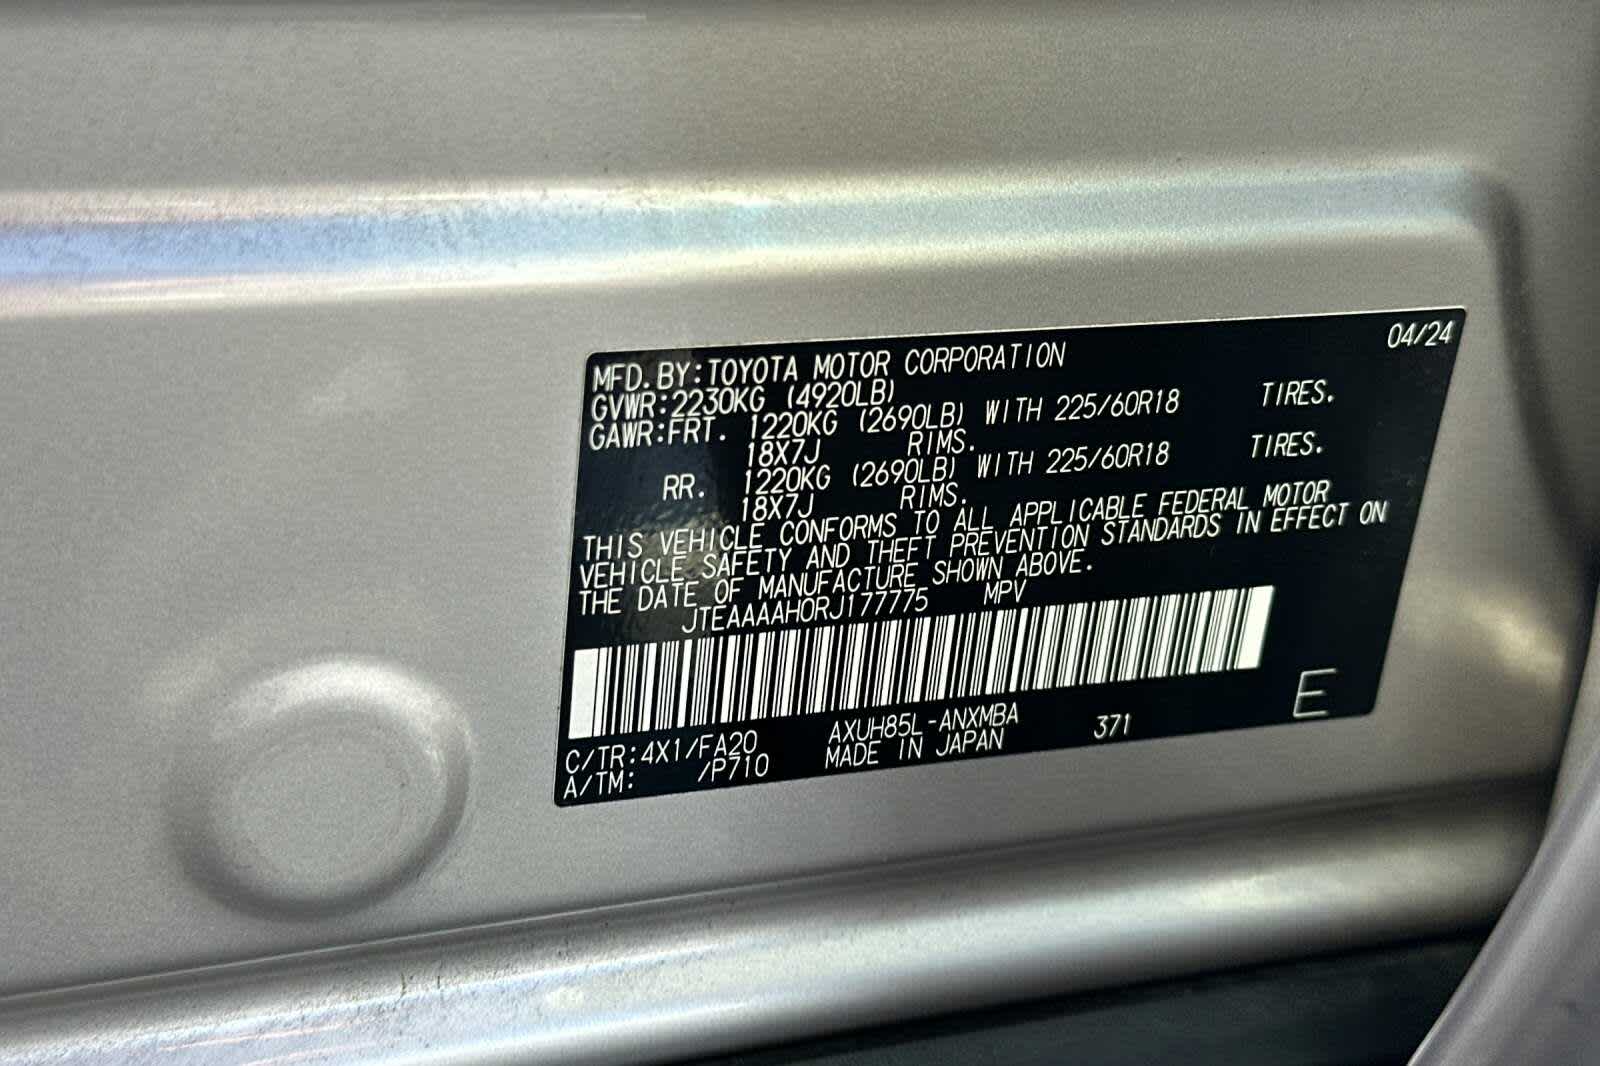 04/24
MFD. BY: TOYOTA MOTOR CORPORATION
GVWR: 2230KG (4920LB)
GAWR: FRT. 1220KG (2690LB) WITH 225/60R18 TIRES.
18X7J RIMS.
RR. 1220KG (2690LB) WITH 225/60R18 TIRES.
18X7J RIMS.
THIS VEHICLE CONFORMS TO ALL APPLICABLE FEDERAL MOTOR
VEHICLE SAFETY AND THEFT PREVENTION STANDARDS IN EFFECT ON
THE DATE OF MANUFACTURE SHOWN ABOVE.
JTEAAAAH0RJ177775 MPV
E
C/TR: 4X1/FA20 AXUH85L-ANXMBA 371
A/TM: /P710 MADE IN JAPAN